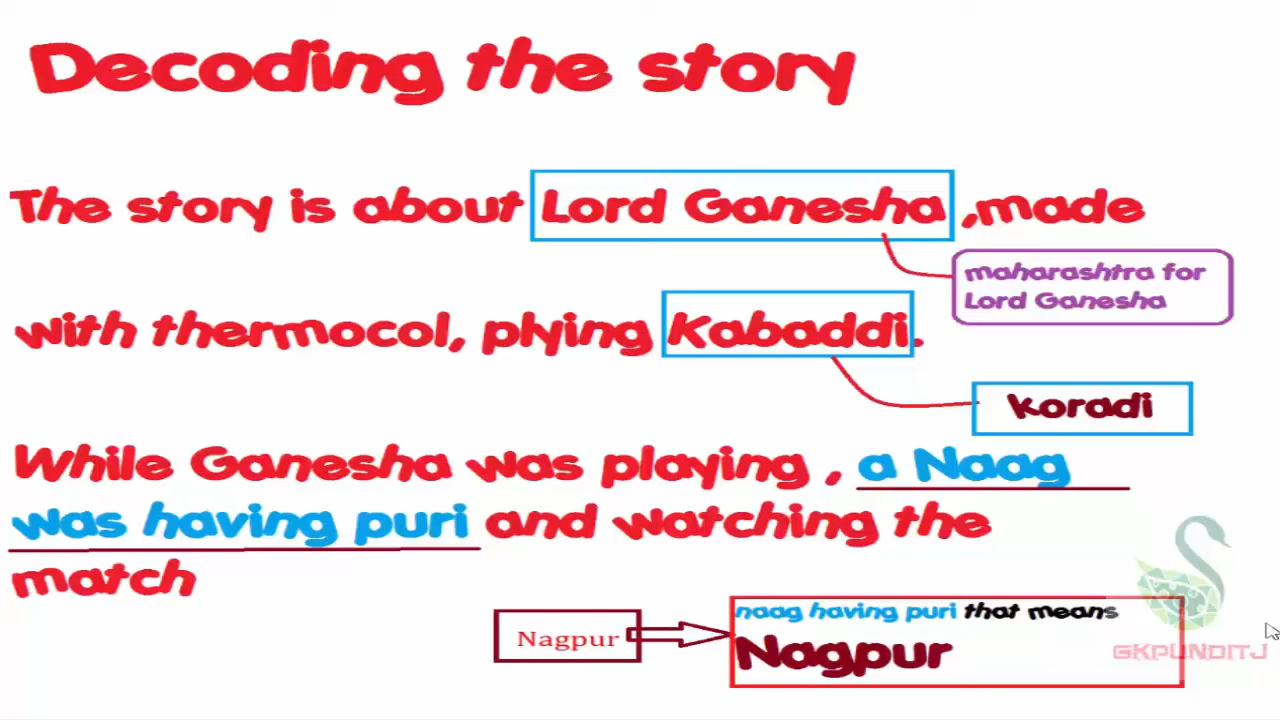 Decoding the story
The story is about Lord Ganesha ,made
maharashtra for
Lord Ganesha
with thermocol, plying Kabaddi.
koradi
While Ganesha was playing , a Naag
was having puri and watching the
match
naag having puri that means
Nagpur
Nagpur
GKPUNDITJ